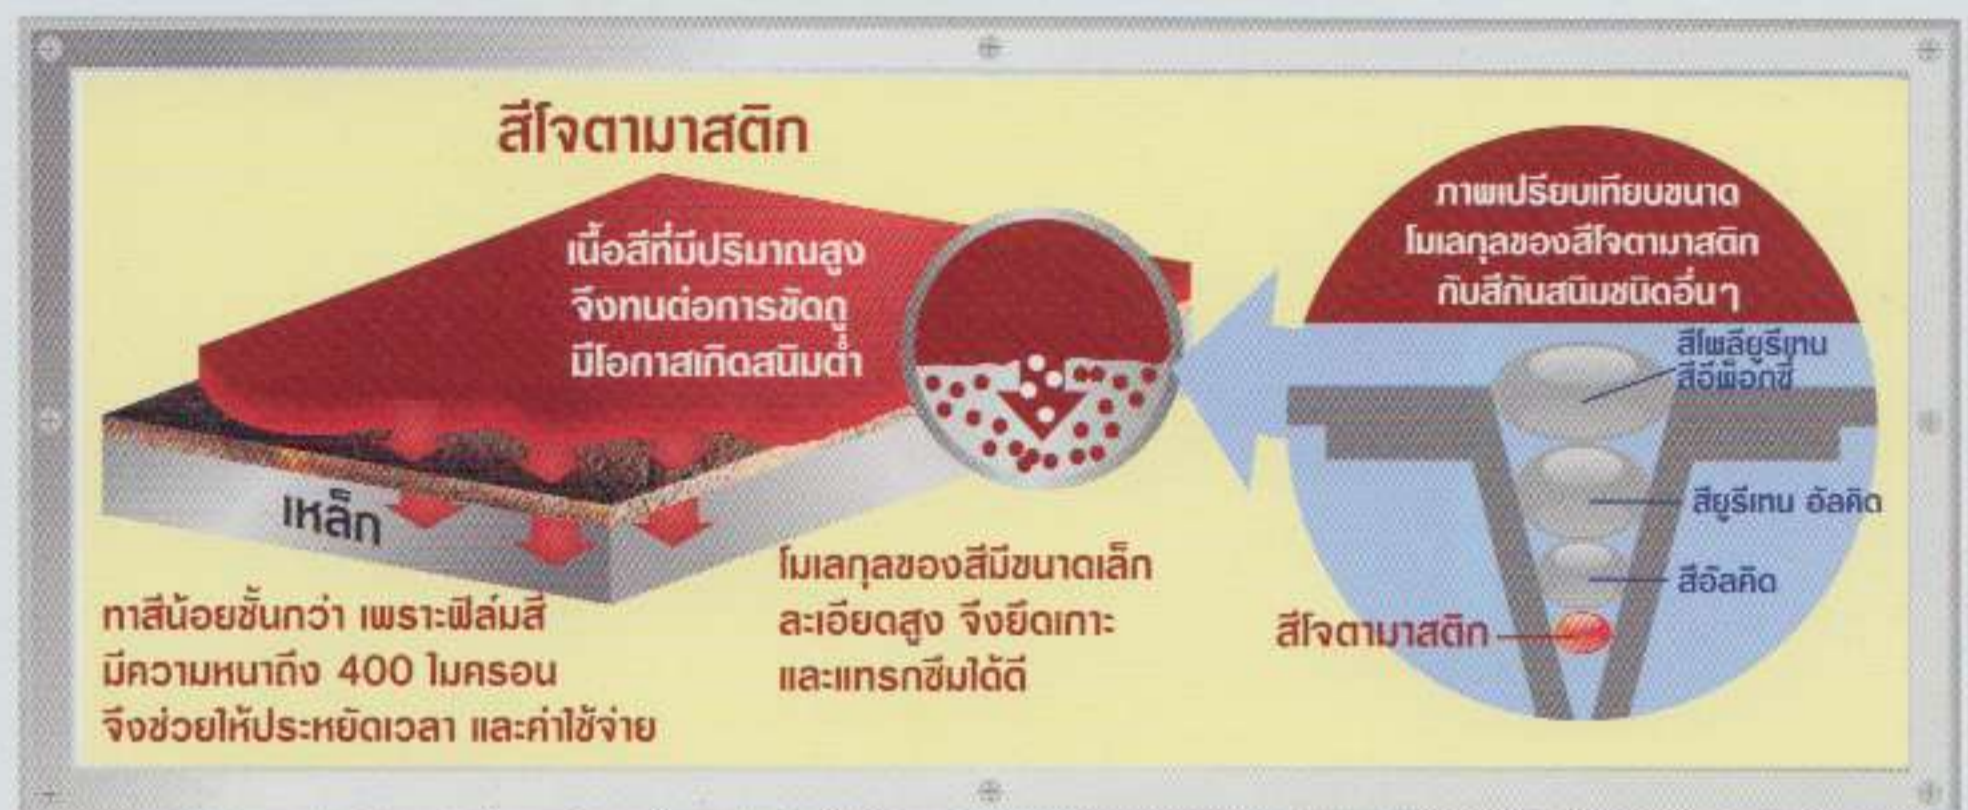 สีโจตามาสติก
เนื้อสีที่มีปริมาณสูง
จึงทนต่อการขัดถู
มีโอกาสเกิดสนิมต่ำ
เหล็ก
ทาสีน้อยชั้นกว่า เพราะฟิล์มสี
มีความหนาถึง 400 ไมครอน
จึงช่วยให้ประหยัดเวลา และค่าใช้จ่าย
โมเลกุลของสีมีขนาดเล็ก
ละเอียดสูง จึงยึดเกาะ
และแทรกซึมได้ดี
ภาพเปรียบเทียบขนาด
โมเลกุลของสีโจตามาสติก
กับสีกันสนิมชนิดอื่นๆ
สีโพลียูรีเทน
สีอีพ็อกซี่
สียูรีเทน อัลคิด
สีอัลคิด
สีโจตามาสติก